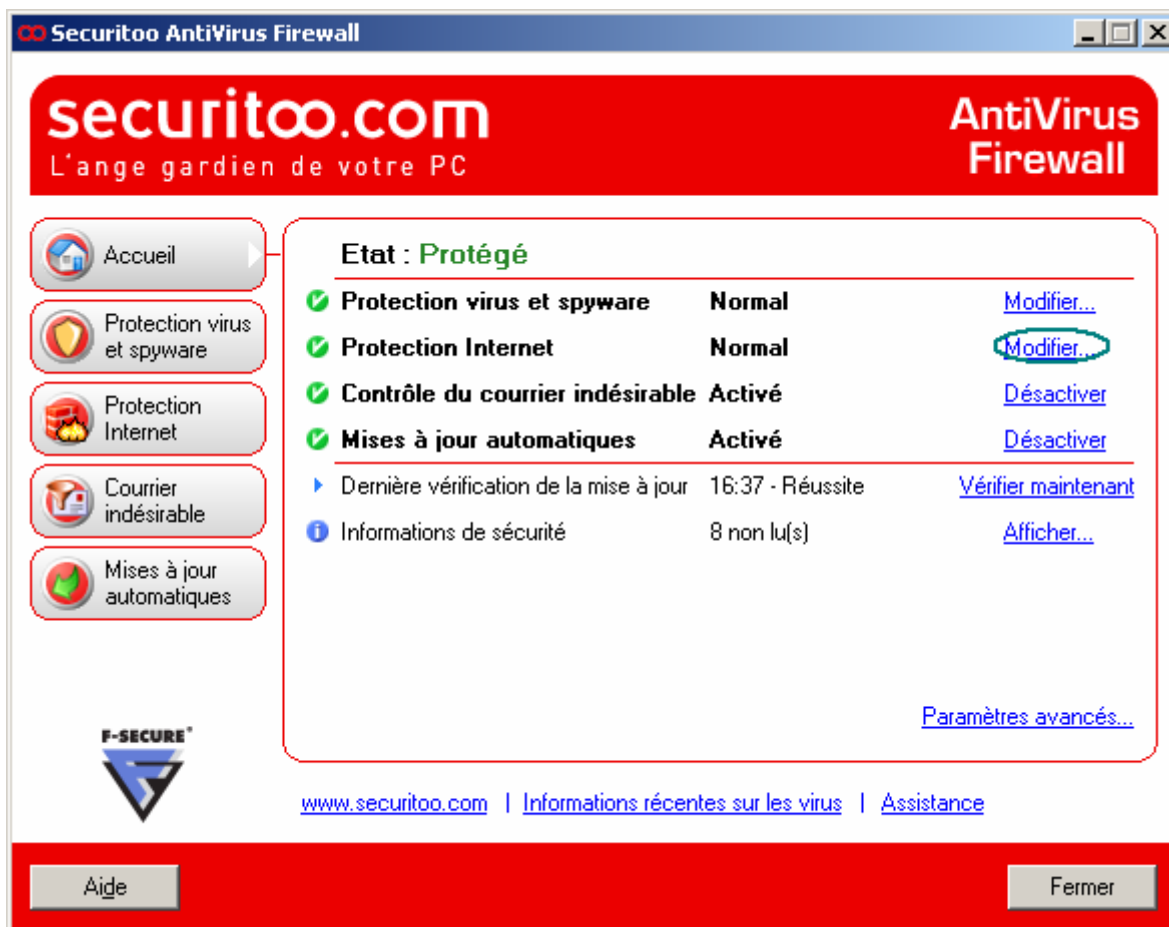 Securitoo AntiVirus Firewall
securitoo.com
L'ange gardien de votre PC
AntiVirus
Firewall
Accueil
Protection virus
et spyware
Protection
Internet
Courrier
indésirable
Mises à jour
automatiques
Etat : Protégé
Protection virus et spyware Normal Modifier...
Protection Internet Normal Modifier...
Contrôle du courrier indésirable Activé Désactiver
Mises à jour automatiques Activé Désactiver
Dernière vérification de la mise à jour 16:37 - Réussite Vérifier maintenant
Informations de sécurité 8 non lu(s) Afficher...
Paramètres avancés...
F-SECURE®
www.securitoo.com | Informations récentes sur les virus | Assistance
Aide Fermer